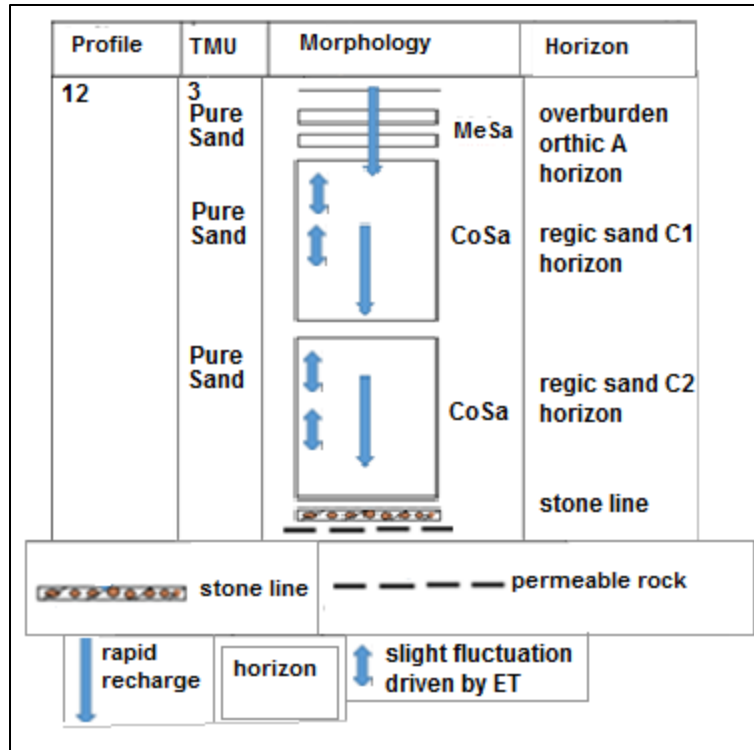 Profile TMU Morphology Horizon
12 3
Pure
Sand
MeSa
overburden
orthic A
horizon
Pure
Sand
CoSa
regic sand C1
horizon
Pure
Sand
CoSa
regic sand C2
horizon
stone line
stone line
permeable rock
rapid
recharge
horizon
slight fluctuation
driven by ET